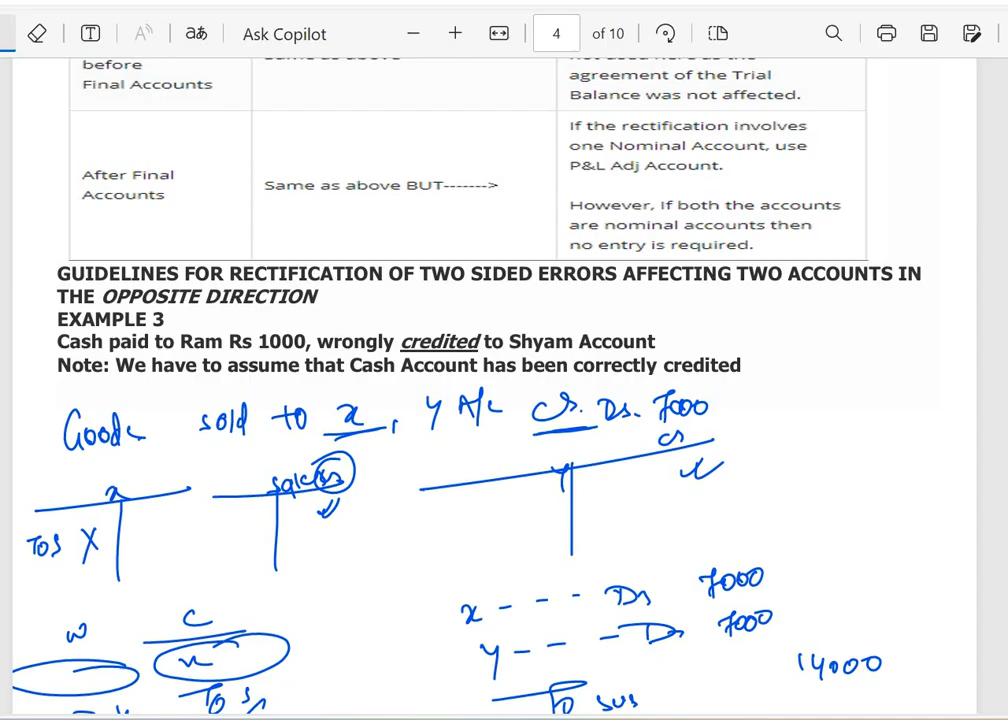 Ask Copilot
4 of 10
before
Final Accounts
agreement of the Trial
Balance was not affected.
After Final
Accounts
Same as above BUT------->
If the rectification involves
one Nominal Account, use
P&L Adj Account.
However, If both the accounts
are nominal accounts then
no entry is required.
GUIDELINES FOR RECTIFICATION OF TWO SIDED ERRORS AFFECTING TWO ACCOUNTS IN
THE OPPOSITE DIRECTION
EXAMPLE 3
Cash paid to Ram Rs 1000, wrongly credited to Shyam Account
Note: We have to assume that Cash Account has been correctly credited
Goods sold to x, y A/c Cr. Dr. 7000
Cr
x
Sales
Y
To S X
x - - - Dr 7000
y - - - Dr 7000
14000
W C
x
To S
To sus